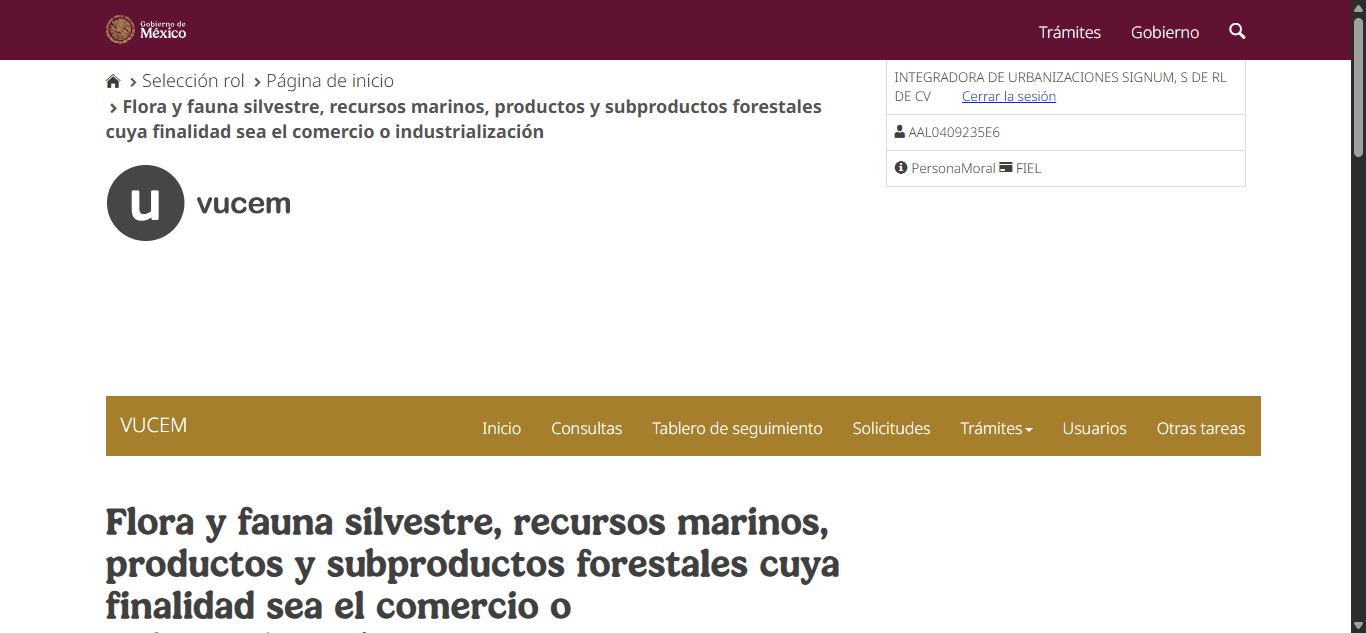 Gobierno de
México
Trámites
Gobierno
Selección rol
Página de inicio
Flora y fauna silvestre, recursos marinos, productos y subproductos forestales
cuya finalidad sea el comercio o industrialización
INTEGRADORA DE URBANIZACIONES SIGNUM, S DE RL
DE CV Cerrar la sesión
AAL0409235E6
PersonaMoral FIEL
u vucem
VUCEM
Inicio
Consultas
Tablero de seguimiento
Solicitudes
Trámites
Usuarios
Otras tareas
Flora y fauna silvestre, recursos marinos,
productos y subproductos forestales cuya
finalidad sea el comercio o